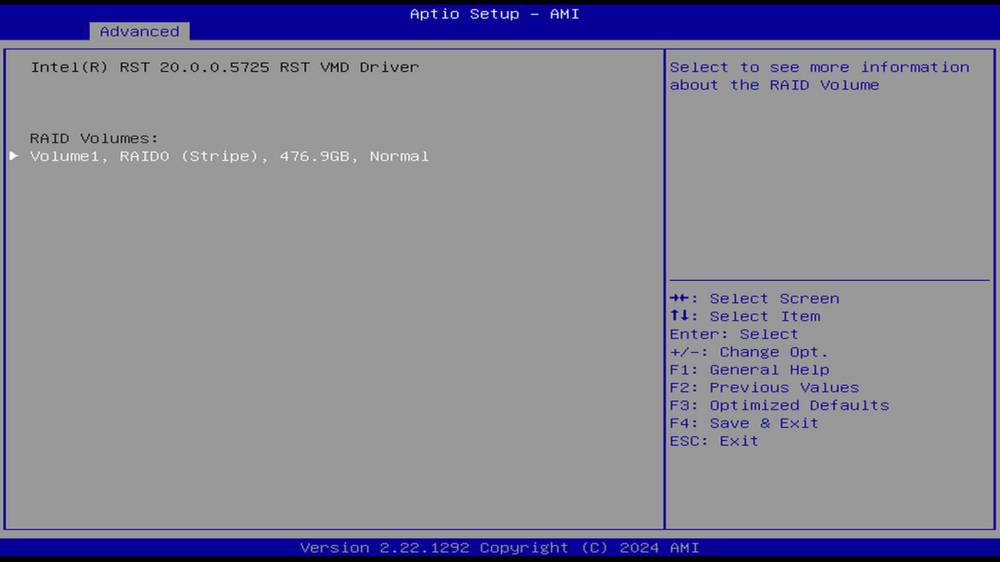 Aptio Setup - AMI
Advanced
Intel(R) RST 20.0.0.5725 RST VMD Driver
RAID Volumes:
Volume1, RAID0 (Stripe), 476.9GB, Normal
Select to see more information
about the RAID Volume
→←: Select Screen
↑↓: Select Item
Enter: Select
+/-: Change Opt.
F1: General Help
F2: Previous Values
F3: Optimized Defaults
F4: Save & Exit
ESC: Exit
Version 2.22.1292 Copyright (C) 2024 AMI